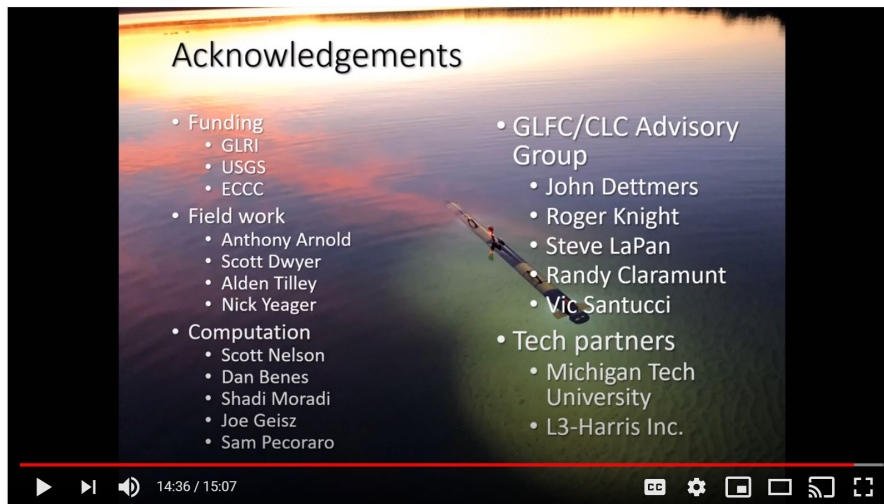 Acknowledgements
• Funding
• GLRI
• USGS
• ECCC
• Field work
• Anthony Arnold
• Scott Dwyer
• Alden Tilley
• Nick Yeager
• Computation
• Scott Nelson
• Dan Benes
• Shadi Moradi
• Joe Geisz
• Sam Pecoraro
• GLFC/CLC Advisory
Group
• John Dettmers
• Roger Knight
• Steve LaPan
• Randy Claramunt
• Vic Santucci
• Tech partners
• Michigan Tech
University
• L3-Harris Inc.
14:36 / 15:07
CC